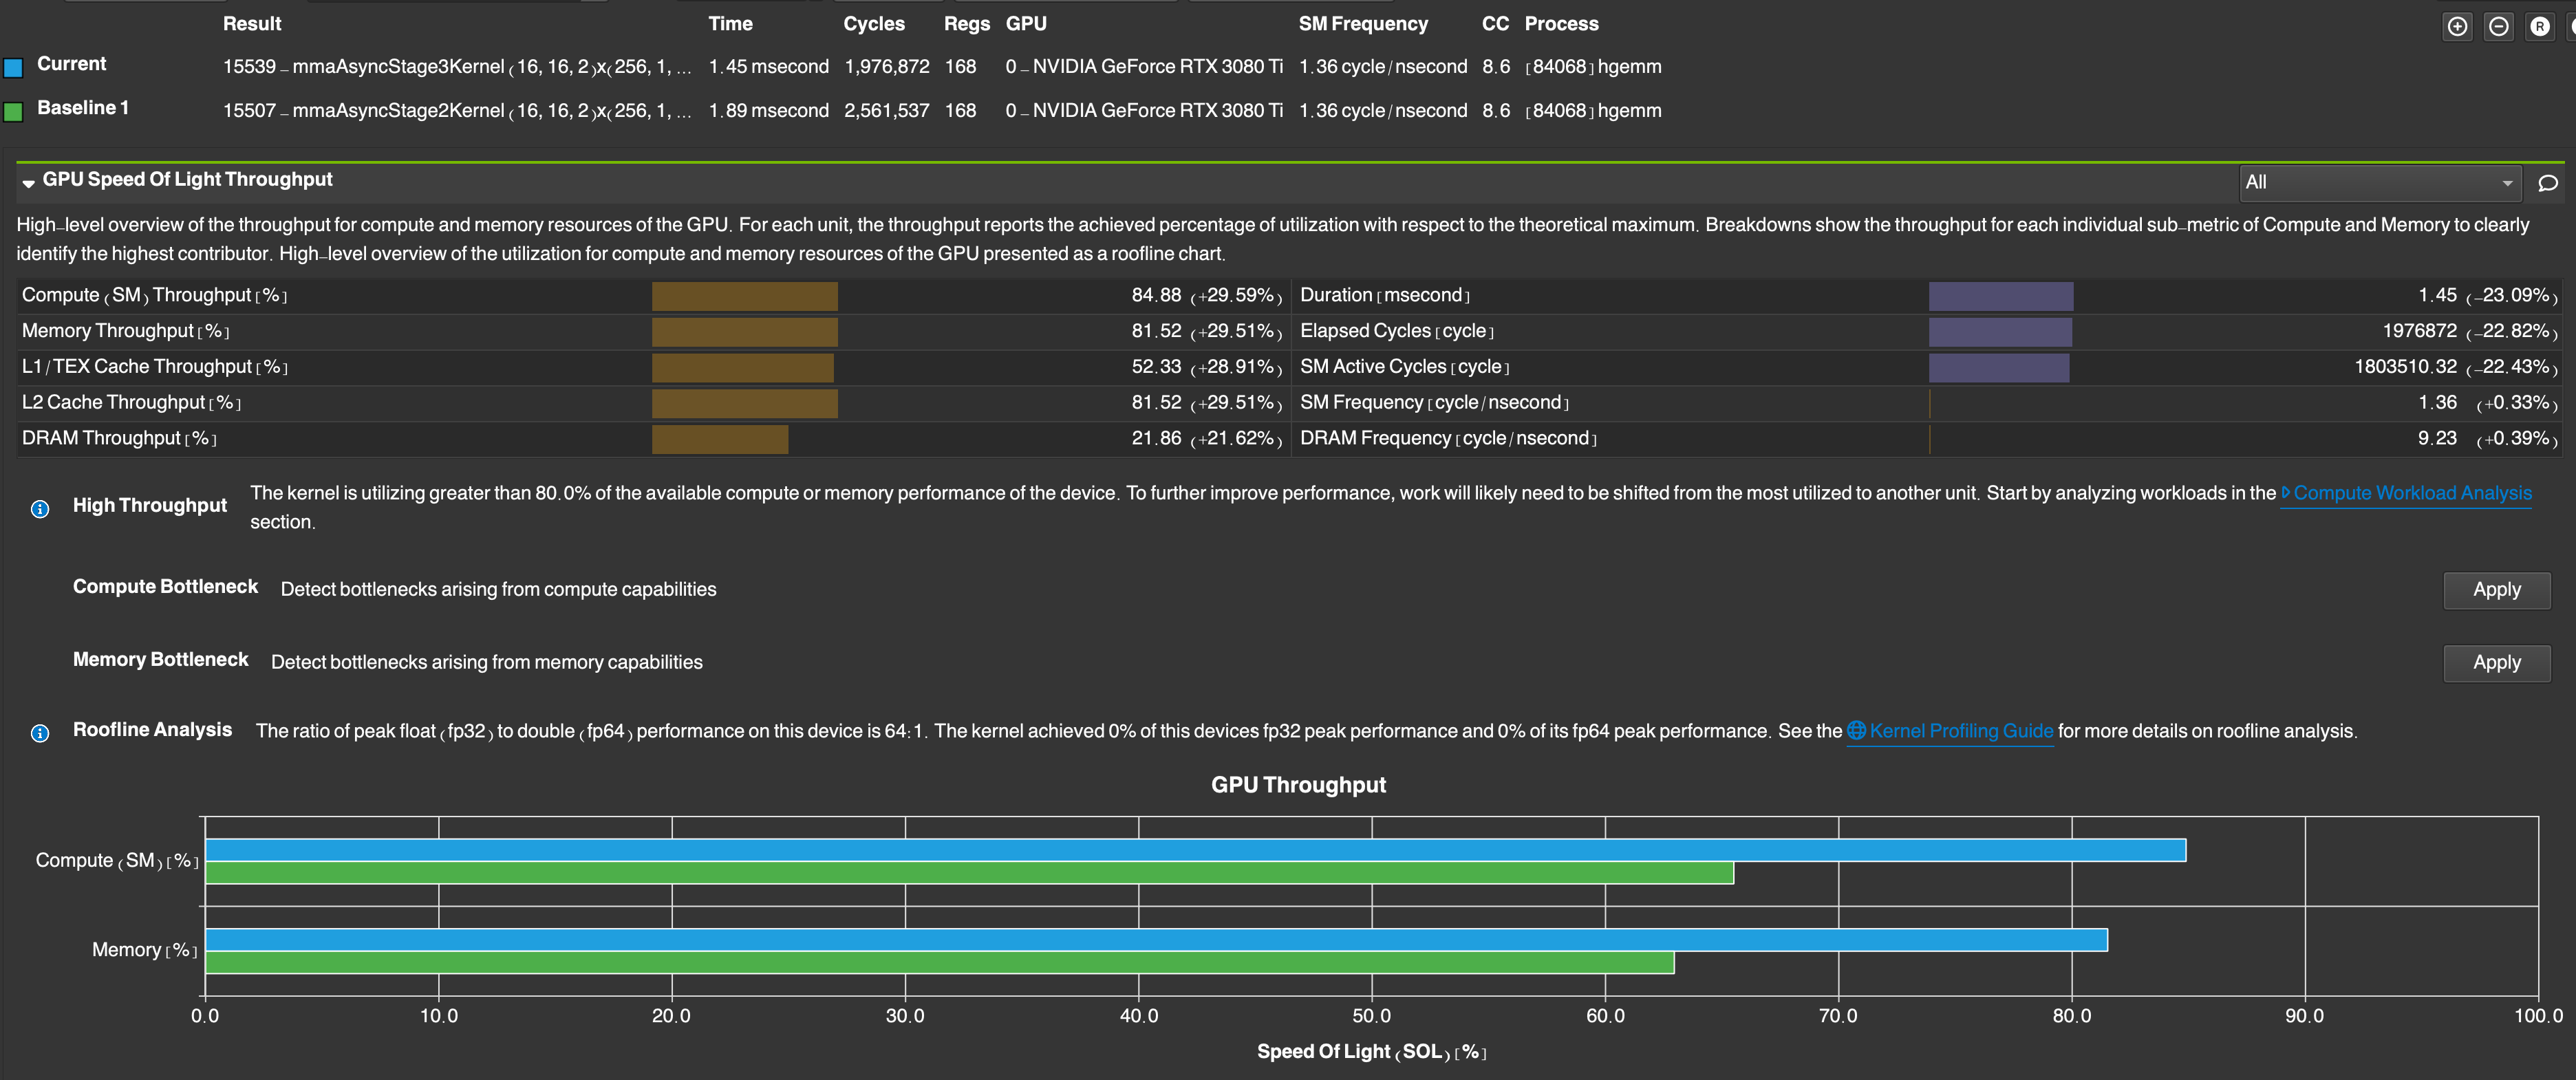 Result Time Cycles Regs GPU SM Frequency CC Process
Current 15539 - mmaAsyncStage3Kernel (16, 16, 2)x(256, 1, ... 1.45 msecond 1,976,872 168 0 - NVIDIA GeForce RTX 3080 Ti 1.36 cycle/nsecond 8.6 [84068] hgemm
Baseline 1 15507 - mmaAsyncStage2Kernel (16, 16, 2)x(256, 1, ... 1.89 msecond 2,561,537 168 0 - NVIDIA GeForce RTX 3080 Ti 1.36 cycle/nsecond 8.6 [84068] hgemm
GPU Speed Of Light Throughput All
High-level overview of the throughput for compute and memory resources of the GPU. For each unit, the throughput reports the achieved percentage of utilization with respect to the theoretical maximum. Breakdowns show the throughput for each individual sub-metric of Compute and Memory to clearly
identify the highest contributor. High-level overview of the utilization for compute and memory resources of the GPU presented as a roofline chart.
Compute (SM) Throughput [%] 84.88 (+29.59%) Duration [msecond] 1.45 (-23.09%)
Memory Throughput [%] 81.52 (+29.51%) Elapsed Cycles [cycle] 1976872 (-22.82%)
L1/TEX Cache Throughput [%] 52.33 (+28.91%) SM Active Cycles [cycle] 1803510.32 (-22.43%)
L2 Cache Throughput [%] 81.52 (+29.51%) SM Frequency [cycle/nsecond] 1.36 (+0.33%)
DRAM Throughput [%] 21.86 (+21.62%) DRAM Frequency [cycle/nsecond] 9.23 (+0.39%)
High Throughput The kernel is utilizing greater than 80.0% of the available compute or memory performance of the device. To further improve performance, work will likely need to be shifted from the most utilized to another unit. Start by analyzing workloads in the Compute Workload Analysis
section.
Compute Bottleneck Detect bottlenecks arising from compute capabilities Apply
Memory Bottleneck Detect bottlenecks arising from memory capabilities Apply
Roofline Analysis The ratio of peak float (fp32) to double (fp64) performance on this device is 64:1. The kernel achieved 0% of this devices fp32 peak performance and 0% of its fp64 peak performance. See the Kernel Profiling Guide for more details on roofline analysis.
GPU Throughput
Compute (SM) [%]
Memory [%]
0.0 10.0 20.0 30.0 40.0 50.0 60.0 70.0 80.0 90.0 100.0
Speed Of Light (SOL) [%]